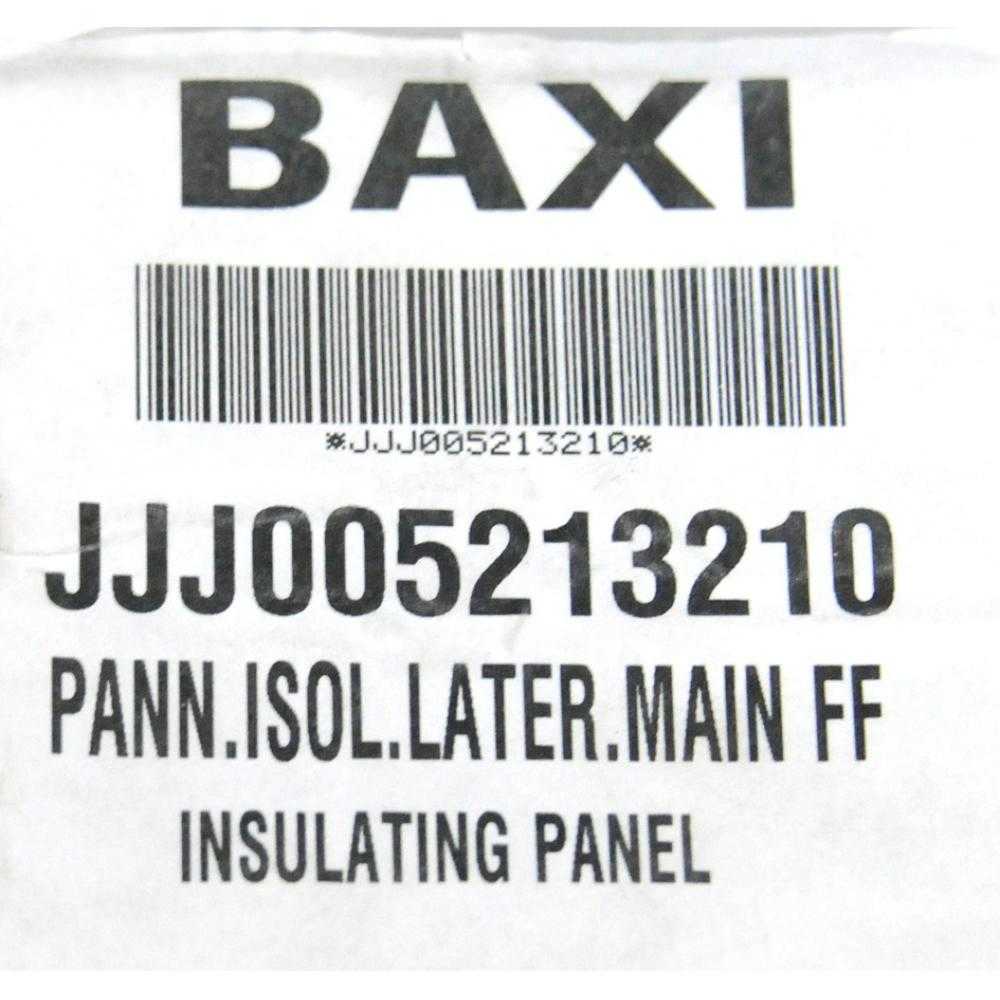 BAXI
*JJJ005213210*
JJJ005213210
PANN.ISOL.LATER.MAIN FF
INSULATING PANEL